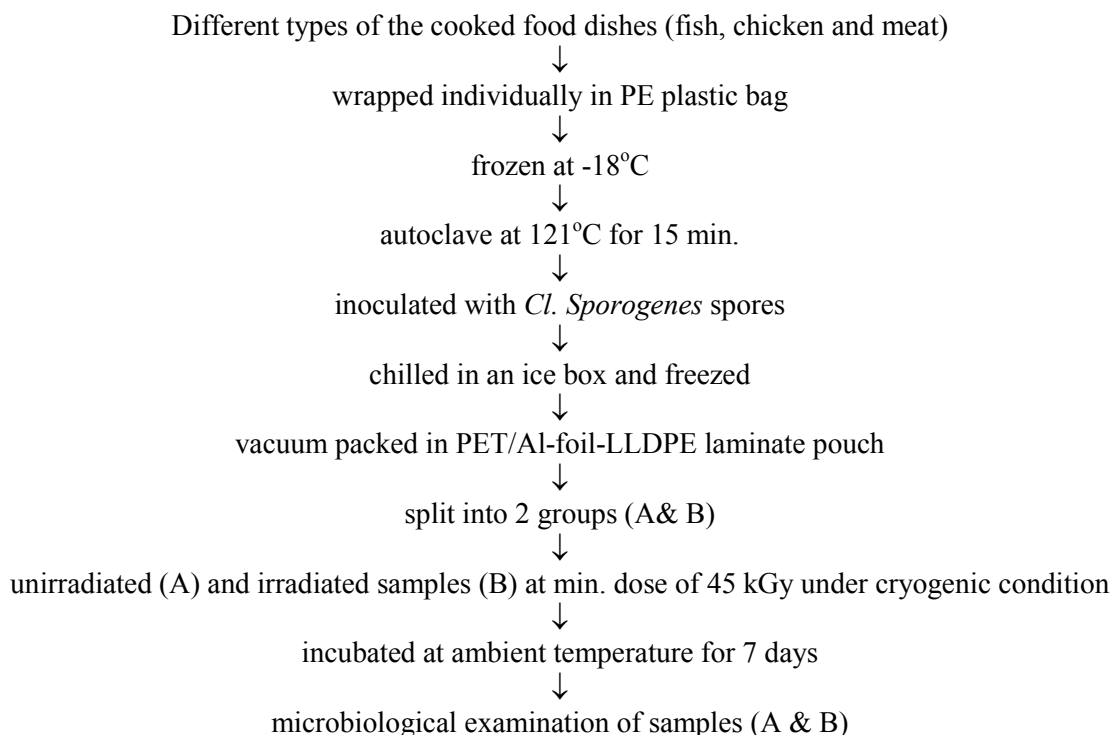 Different types of the cooked food dishes (fish, chicken and meat)
↓
wrapped individually in PE plastic bag
↓
frozen at -18°C
↓
autoclave at 121°C for 15 min.
↓
inoculated with Cl. Sporogenes spores
↓
chilled in an ice box and freezed
↓
vacuum packed in PET/Al-foil-LLDPE laminate pouch
↓
split into 2 groups (A& B)
↓
unirradiated (A) and irradiated samples (B) at min. dose of 45 kGy under cryogenic condition
↓
incubated at ambient temperature for 7 days
↓
microbiological examination of samples (A & B)